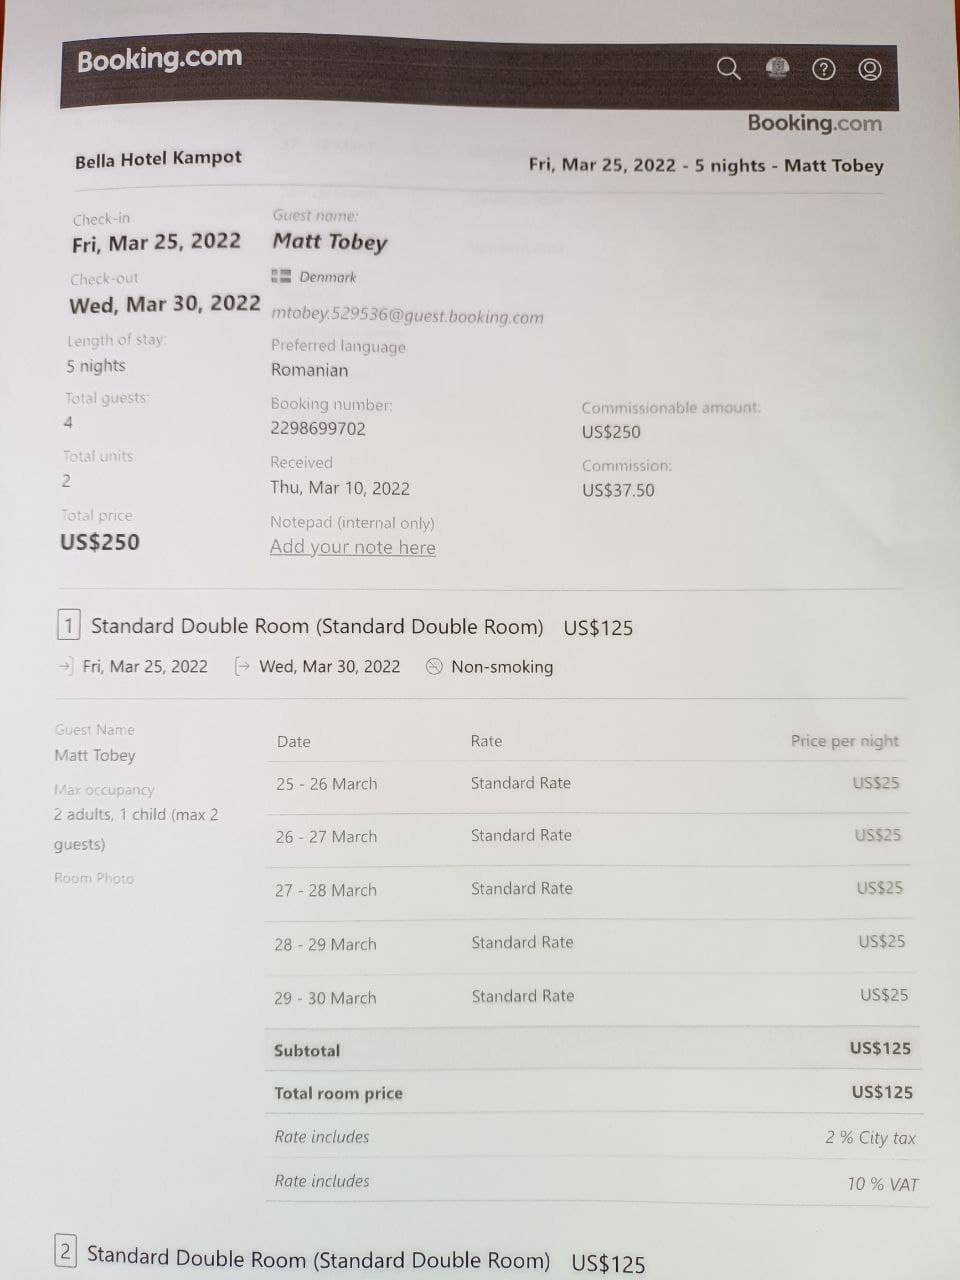 Booking.com
Booking.com
Bella Hotel Kampot
Fri, Mar 25, 2022 - 5 nights - Matt Tobey
Check-in
Fri, Mar 25, 2022
Check-out
Wed, Mar 30, 2022
Length of stay:
5 nights
Total guests:
4
Total units
2
Total price
US$250
Guest name:
Matt Tobey
Denmark
mtobey.529536@guest.booking.com
Preferred language
Romanian
Booking number:
2298699702
Received
Thu, Mar 10, 2022
Notepad (internal only)
Add your note here
Commissionable amount:
US$250
Commission:
US$37.50
1 Standard Double Room (Standard Double Room) US$125
Fri, Mar 25, 2022 Wed, Mar 30, 2022 Non-smoking
Guest Name
Matt Tobey
Max occupancy
2 adults, 1 child (max 2
guests)
Room Photo
Date Rate Price per night
25 - 26 March Standard Rate US$25
26 - 27 March Standard Rate US$25
27 - 28 March Standard Rate US$25
28 - 29 March Standard Rate US$25
29 - 30 March Standard Rate US$25
Subtotal US$125
Total room price US$125
Rate includes 2 % City tax
Rate includes 10 % VAT
2 Standard Double Room (Standard Double Room) US$125